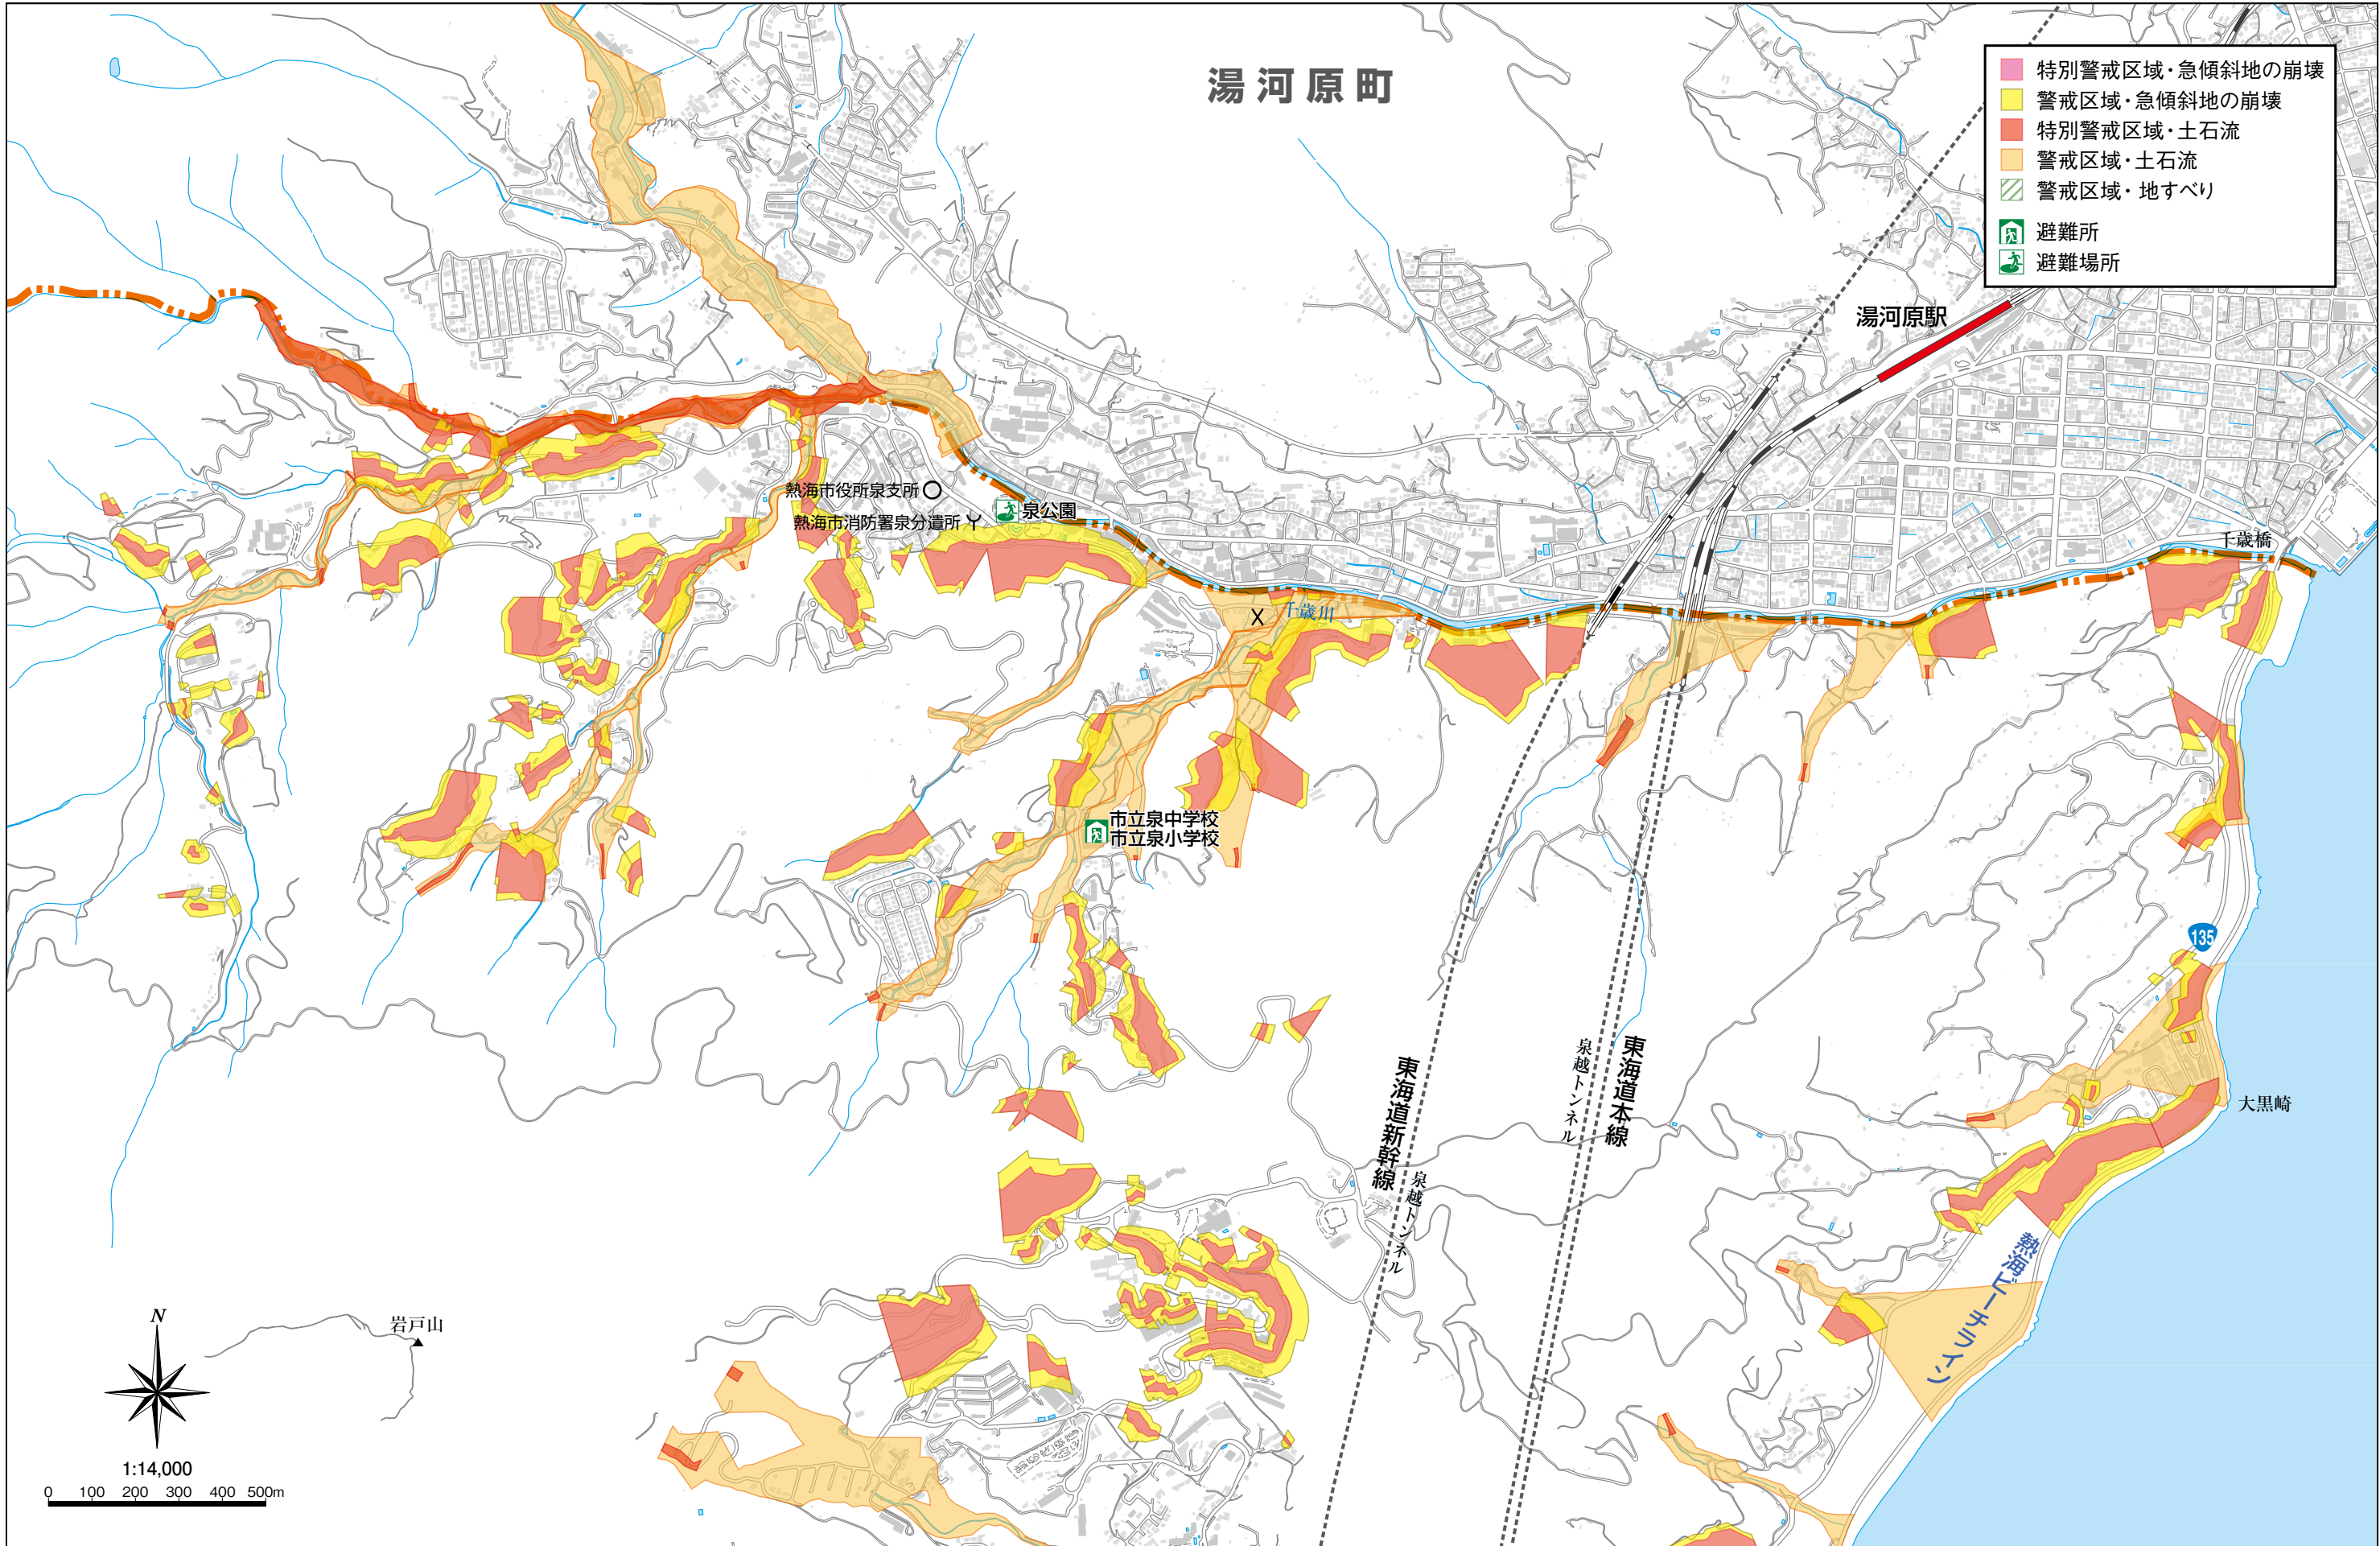 湯河原町
特別警戒区域・急傾斜地の崩壊
警戒区域・急傾斜地の崩壊
特別警戒区域・土石流
警戒区域・土石流
警戒区域・地すべり
避難所
避難場所
湯河原駅
熱海市役所泉支所
熱海市消防署泉分遣所
泉公園
千歳橋
X
千歳川
市立泉中学校
市立泉小学校
135
東海道新幹線
泉越トンネル
泉越トンネル
東海道本線
大黒崎
熱海ビーチライン
岩戸山
N
1:14,000
0 100 200 300 400 500m